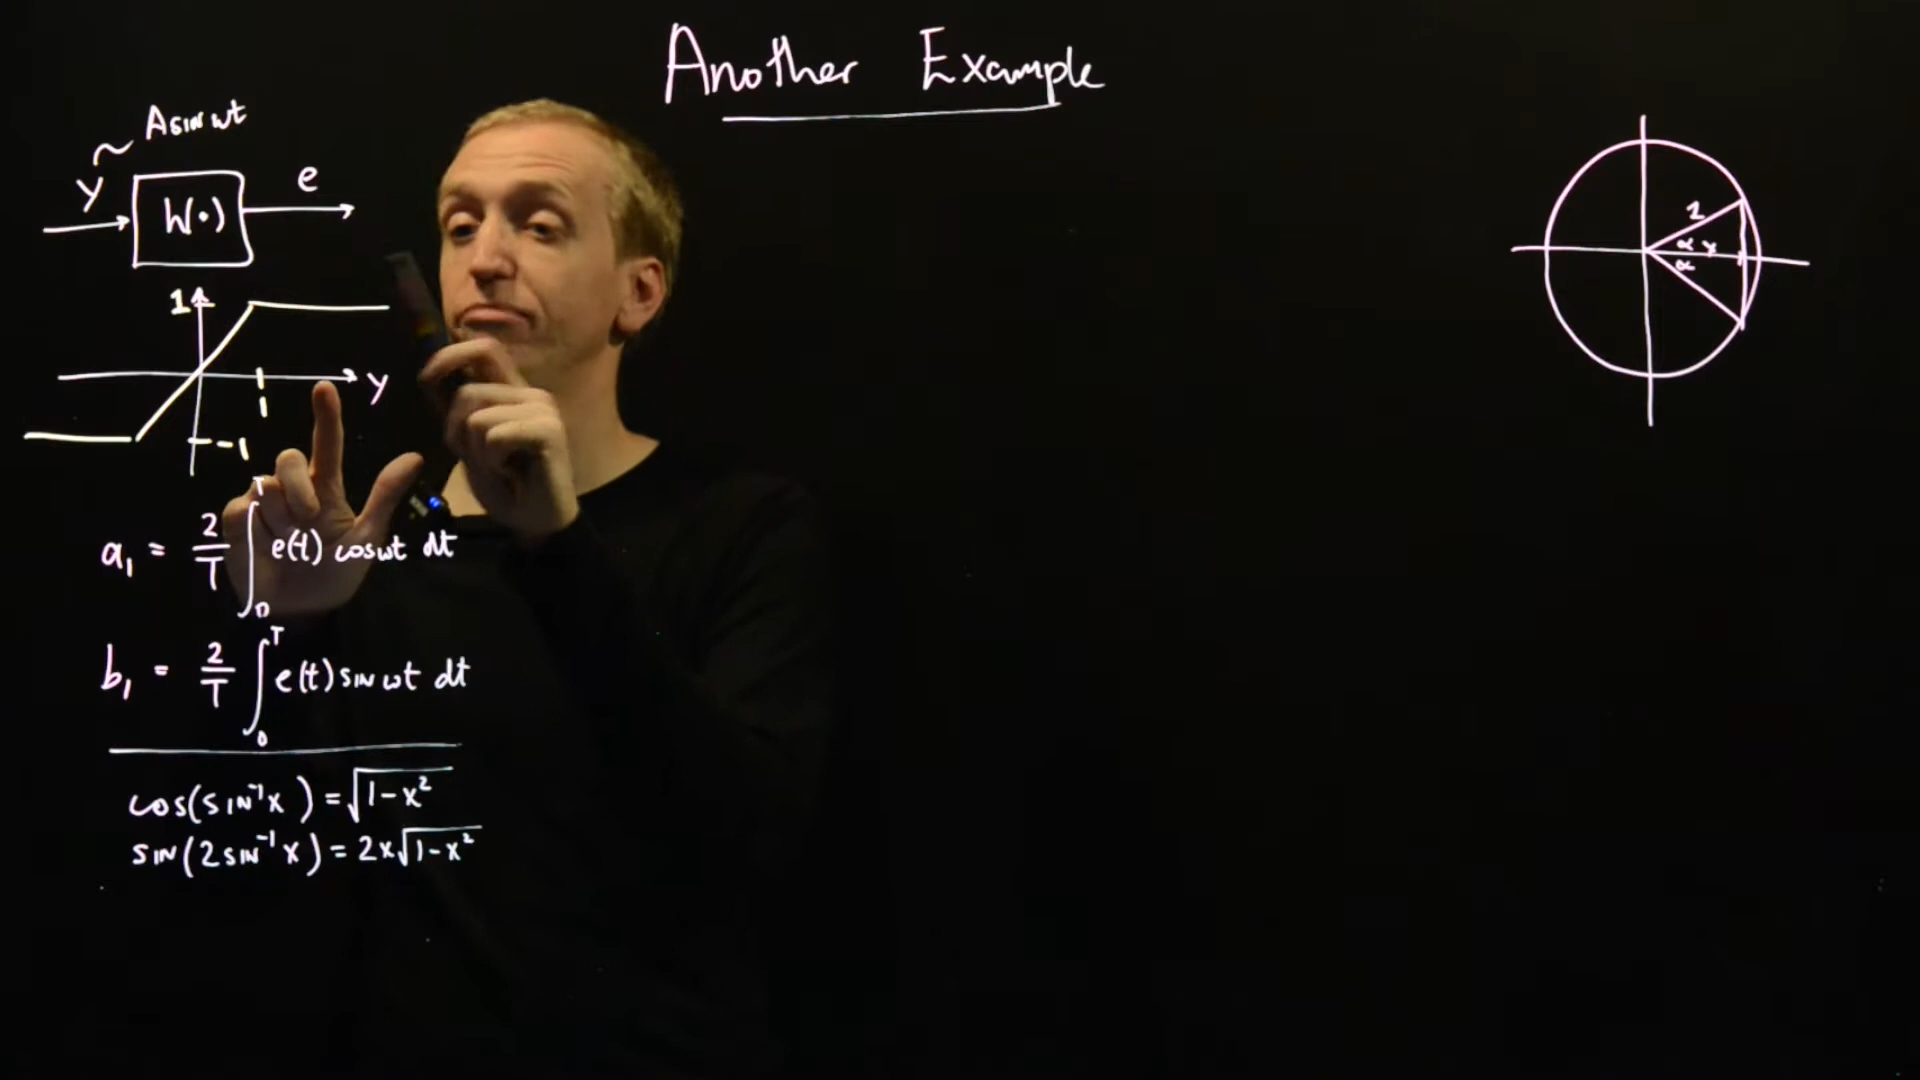 Another Example
A sin ωt
y
h(·)
e
1
y
-1
a₁ = 2/T ∫₀ᵀ e(t) cos ωt dt
b₁ = 2/T ∫₀ᵀ e(t) sin ωt dt
cos(sin⁻¹x) = √(1-x²)
sin(2sin⁻¹x) = 2x√(1-x²)
α
α